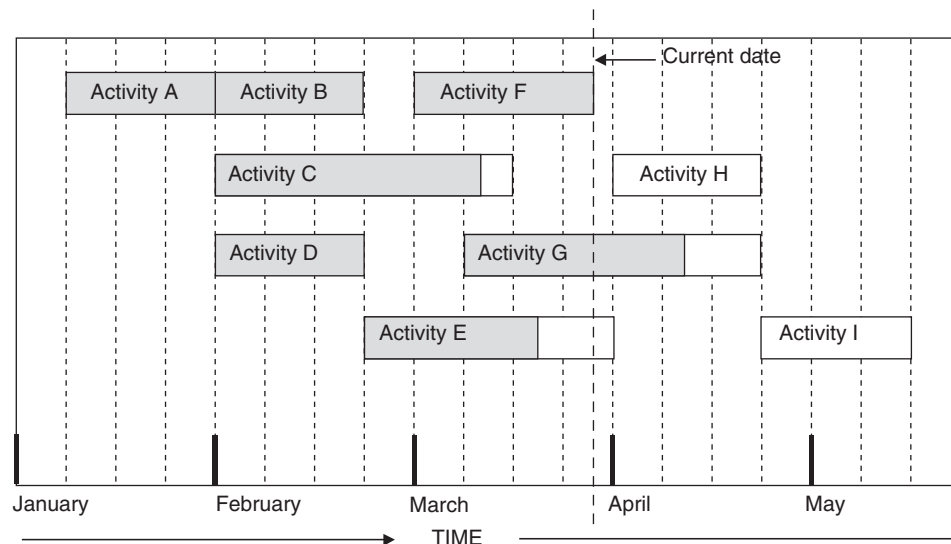 Current date
Activity A Activity B Activity F
Activity C Activity H
Activity D Activity G
Activity E Activity I
January February March April May
TIME